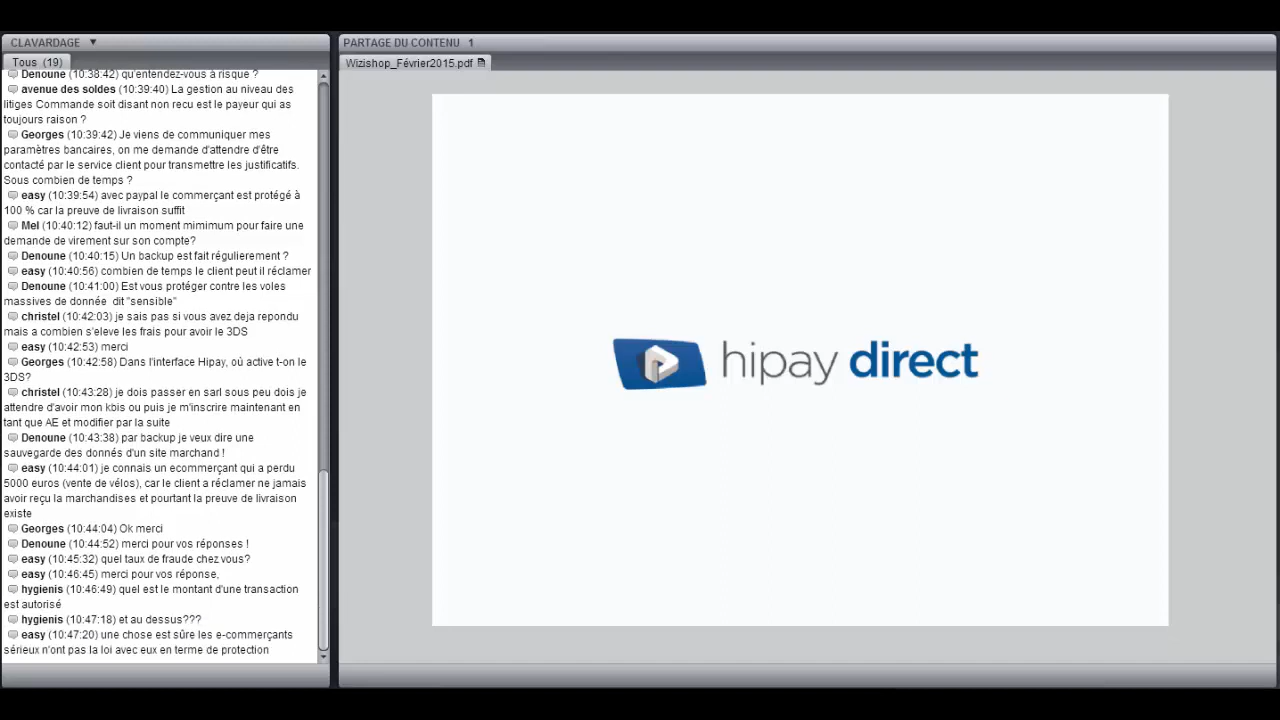 CLAVARDAGE
Tous (19)
Denoune (10:38:42) qu'entendez-vous à risque ?
avenue des soldes (10:39:40) La gestion au niveau des
litiges Commande soit disant non recu est le payeur qui as
toujours raison ?
Georges (10:39:42) Je viens de communiquer mes
paramètres bancaires, on me demande d'attendre d'être
contacté par le service client pour transmettre les justificatifs.
Sous combien de temps ?
easy (10:39:54) avec paypal le commerçant est protégé à
100 % car la preuve de livraison suffit
Mel (10:40:12) faut-il un moment mimimum pour faire une
demande de virement sur son compte?
Denoune (10:40:15) Un backup est fait régulierement ?
easy (10:40:56) combien de temps le client peut il réclamer
Denoune (10:41:00) Est vous protéger contre les voles
massives de donnée dit "sensible"
christel (10:42:03) je sais pas si vous avez deja repondu
mais a combien s'eleve les frais pour avoir le 3DS
easy (10:42:53) merci
Georges (10:42:58) Dans l'interface Hipay, où active t-on le
3DS?
christel (10:43:28) je dois passer en sarl sous peu dois je
attendre d'avoir mon kbis ou puis je m'inscrire maintenant en
tant que AE et modifier par la suite
Denoune (10:43:38) par backup je veux dire une
sauvegarde des donnés d'un site marchand !
easy (10:44:01) je connais un ecommerçant qui a perdu
5000 euros (vente de vélos), car le client a réclamer ne jamais
avoir reçu la marchandises et pourtant la preuve de livraison
existe
Georges (10:44:04) Ok merci
Denoune (10:44:52) merci pour vos réponses !
easy (10:45:32) quel taux de fraude chez vous?
easy (10:46:45) merci pour vos réponse,
hygienis (10:46:49) quel est le montant d'une transaction
est autorisé
hygienis (10:47:18) et au dessus???
easy (10:47:20) une chose est sûre les e-commerçants
sérieux n'ont pas la loi avec eux en terme de protection
PARTAGE DU CONTENU 1
Wizishop_Février2015.pdf
hipay direct